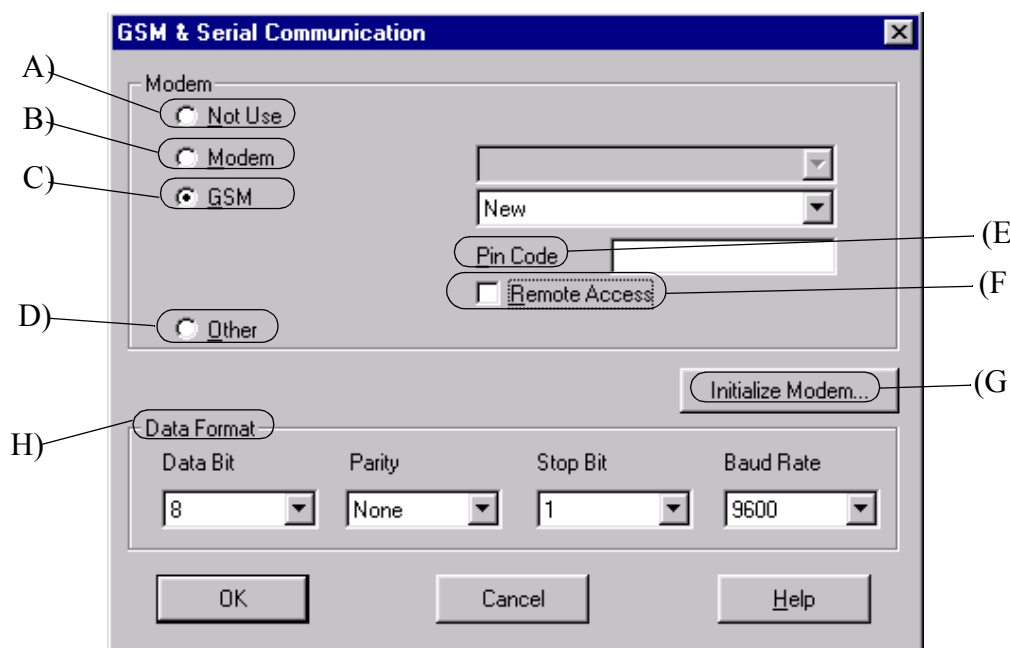 GSM & Serial Communication
A)
Modem
Not Use
B)
Modem
C)
GSM
New
Pin Code
(E
Remote Access
(F
D)
Other
Initialize Modem...
(G
H)
Data Format
Data Bit Parity Stop Bit Baud Rate
8 None 1 9600
OK Cancel Help